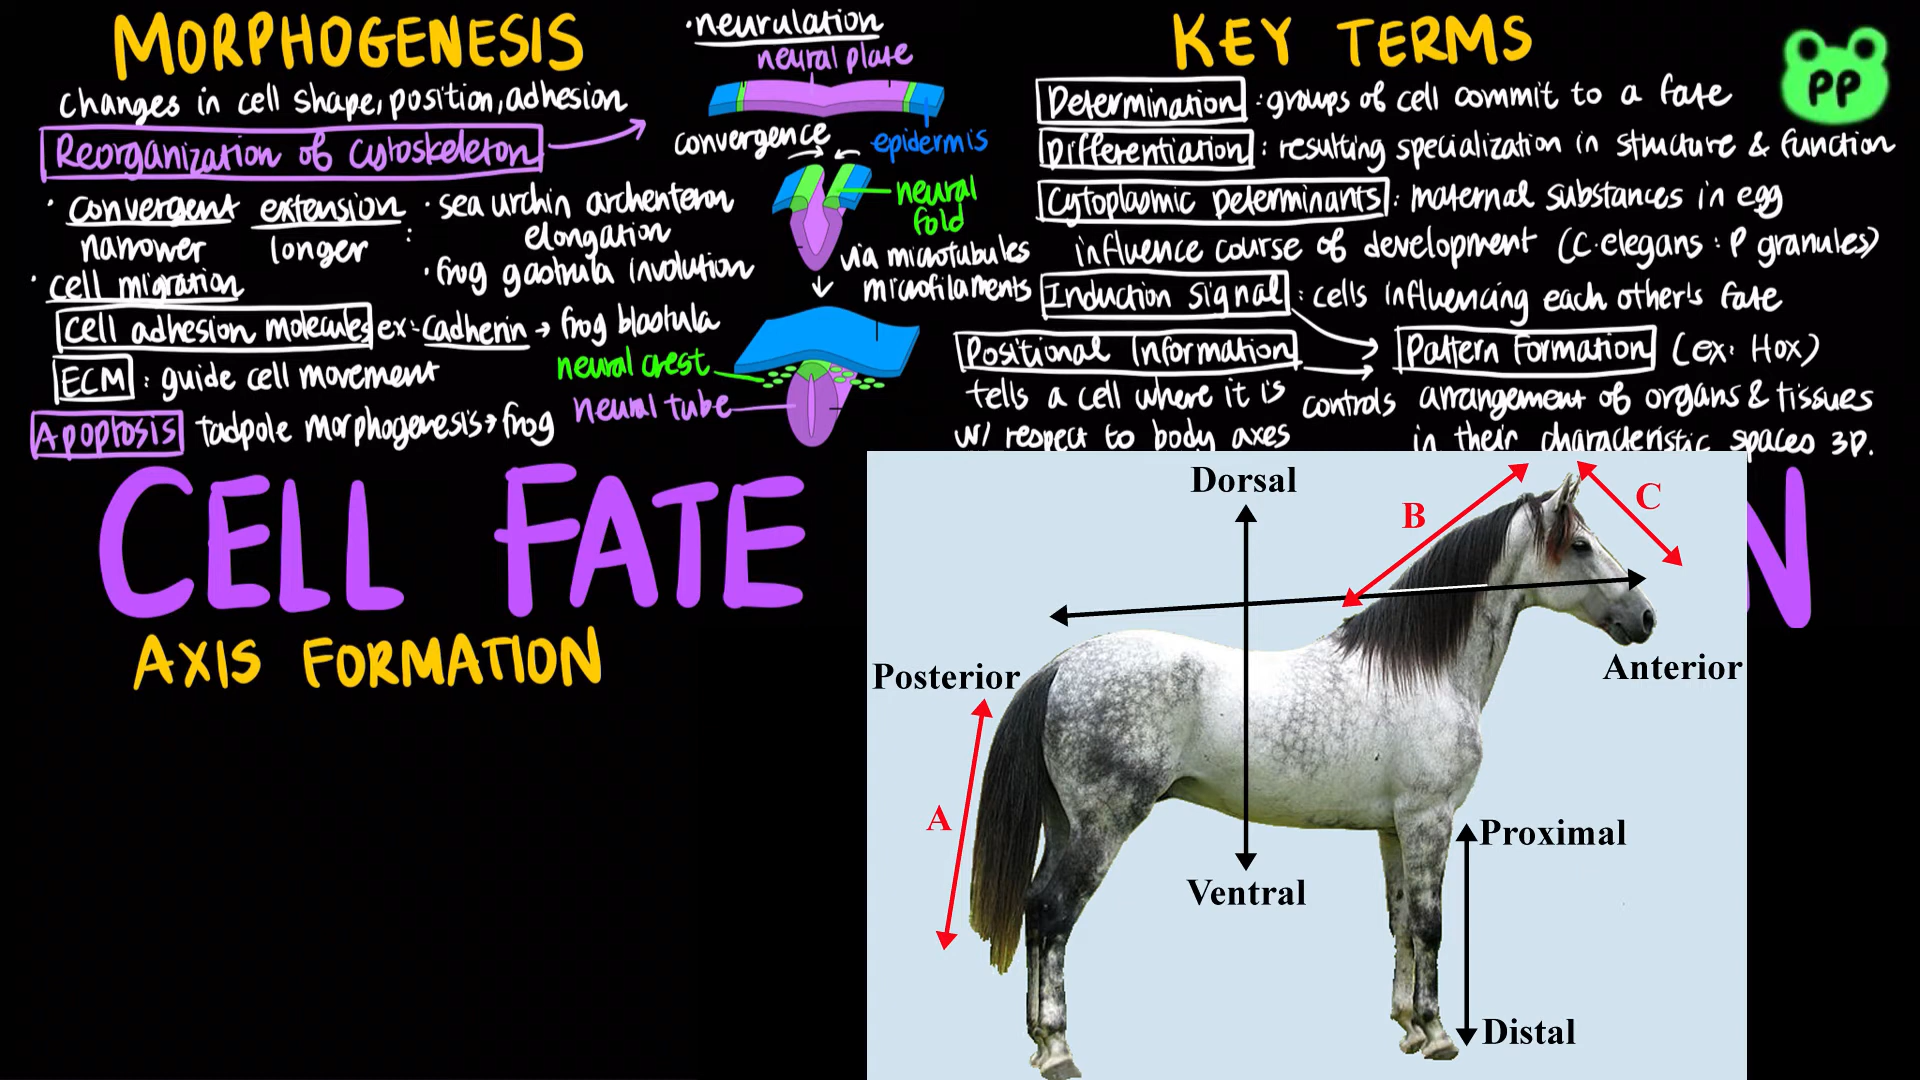 MORPHOGENESIS
changes in cell shape, position, adhesion
Reorganization of cytoskeleton
· convergent extension
narrower longer :
· sea urchin archenteron
elongation
· frog gastrula involution
· cell migration
cell adhesion molecules ex: cadherin → frog blastula
ECM : guide cell movement
Apoptosis tadpole morphogenesis → frog
· neurulation
neural plate
convergence
epidermis
neural
fold
via microtubules
microfilaments
neural crest
neural tube
KEY TERMS
PP
Determination : groups of cell commit to a fate
Differentiation : resulting specialization in structure & function
Cytoplasmic Determinants : maternal substances in egg
influence course of development (C. elegans : P granules)
Induction Signal : cells influencing each other's fate
Positional Information
tells a cell where it is
w/ respect to body axes
controls
Pattern Formation (ex: Hox)
arrangement of organs & tissues
in their characteristic spaces 3D.
CELL FATE
N
AXIS FORMATION
Dorsal
B
C
Posterior
Anterior
A
Proximal
Ventral
Distal